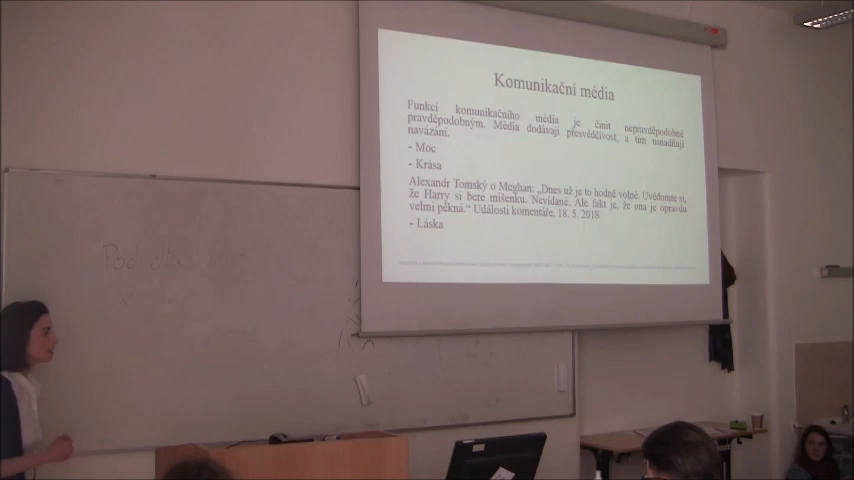 Komunikační média
Funkcí komunikačního média je činit nepravděpodobné
pravděpodobným. Média dodávají přesvědčivost, a tím usnadňují
navázání.
- Moc
- Krása
Alexandr Tomský o Meghan: „Dnes už je to hodně volné. Uvědomte si,
že Harry si bere míšenku. Nevídané. Ale fakt je, že ona je opravdu
velmi pěkná.“ Události komentáře, 18. 5. 2018
- Láska
Pod